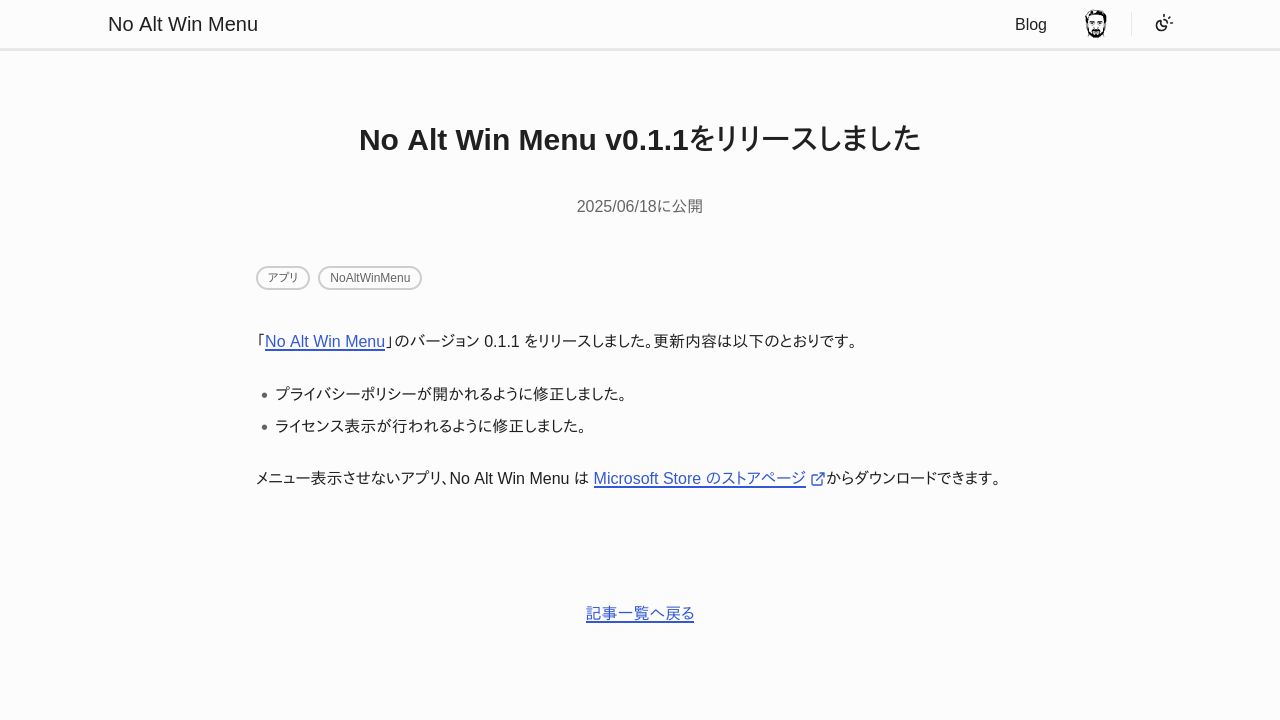 No Alt Win Menu
Blog
No Alt Win Menu v0.1.1をリリースしました
2025/06/18に公開
アプリ
NoAltWinMenu
「No Alt Win Menu」のバージョン 0.1.1 をリリースしました。更新内容は以下のとおりです。
プライバシーポリシーが開かれるように修正しました。
ライセンス表示が行われるように修正しました。
メニュー表示させないアプリ、No Alt Win Menu は Microsoft Store のストアページからダウンロードできます。
記事一覧へ戻る